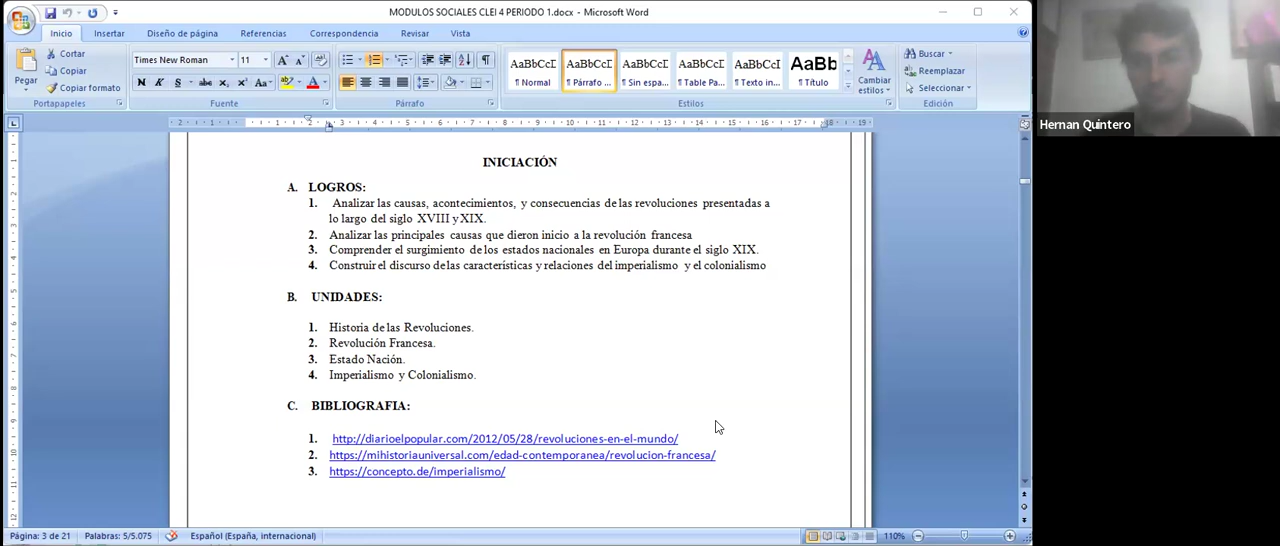 MODULOS SOCIALES CLEI 4 PERIODO 1.docx - Microsoft Word
Inicio Insertar Diseño de página Referencias Correspondencia Revisar Vista
Pegar
Cortar
Copiar
Copiar formato
Portapapeles
Times New Roman 11
Fuente
Párrafo
AaBbCcI AaBbCcI AaBbCcI AaBbCcI AaBbCcI AaBb
¶ Normal ¶ Párrafo ... ¶ Sin espa... ¶ Table Pa... ¶ Texto in... ¶ Título
Cambiar estilos
Estilos
Buscar
Reemplazar
Seleccionar
Edición
Hernan Quintero
INICIACIÓN
A. LOGROS:
1. Analizar las causas, acontecimientos, y consecuencias de las revoluciones presentadas a
lo largo del siglo XVIII y XIX.
2. Analizar las principales causas que dieron inicio a la revolución francesa
3. Comprender el surgimiento de los estados nacionales en Europa durante el siglo XIX.
4. Construir el discurso de las características y relaciones del imperialismo y el colonialismo
B. UNIDADES:
1. Historia de las Revoluciones.
2. Revolución Francesa.
3. Estado Nación.
4. Imperialismo y Colonialismo.
C. BIBLIOGRAFIA:
1. http://diarioelpopular.com/2012/05/28/revoluciones-en-el-mundo/
2. https://mihistoriauniversal.com/edad-contemporanea/revolucion-francesa/
3. https://concepto.de/imperialismo/
Página: 3 de 21 Palabras: 5/5.075 Español (España, internacional) 110%